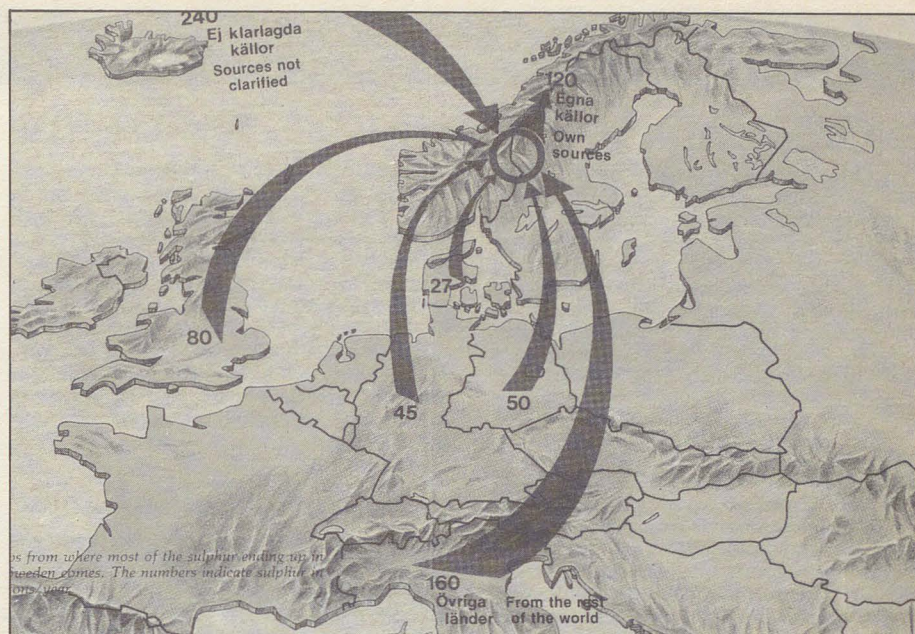 240
Ej klarlagda
källor
Sources not
clarified
120
Egna
källor
Own
sources
27
80
45
50
from where most of the sulphur ending up in
comes. The numbers indicate sulphur in
year
160
Övriga
länder
From the rest
of the world